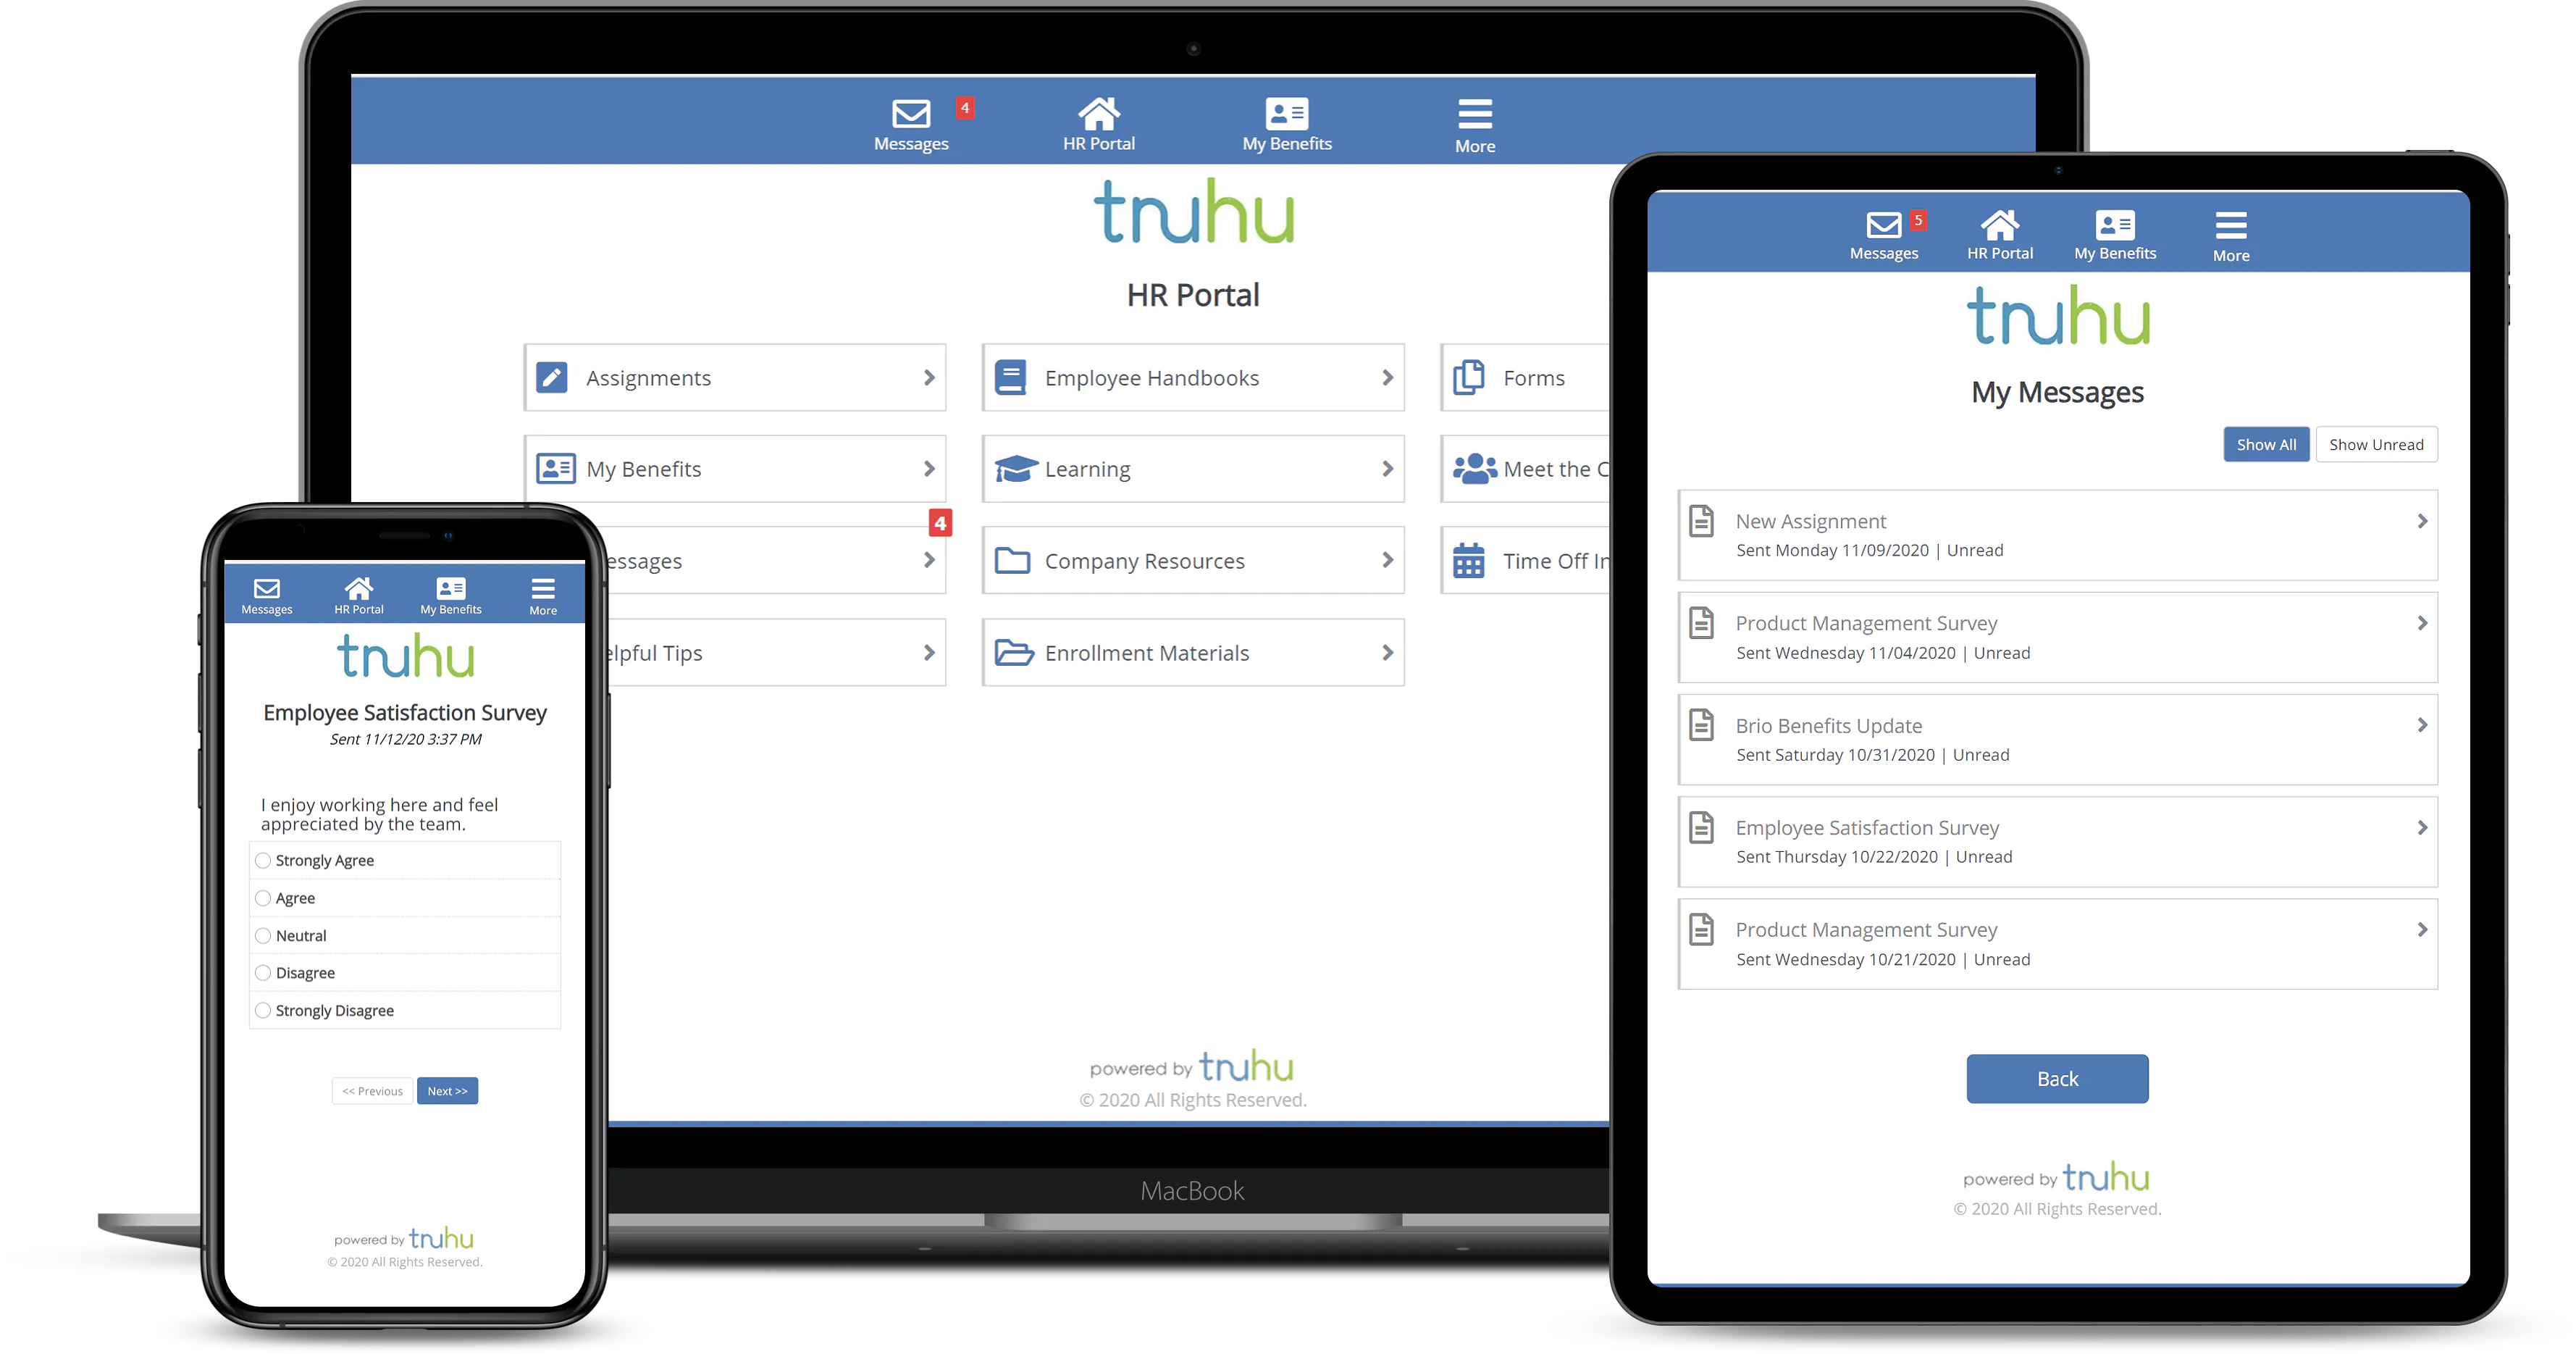 4
Messages
HR Portal
My Benefits
More
truhu
HR Portal
Assignments
Employee Handbooks
Forms
My Benefits
Learning
Meet the C
4
essages
Company Resources
Time Off In
elpful Tips
Enrollment Materials
powered by truhu
© 2020 All Rights Reserved.
MacBook
Messages
HR Portal
My Benefits
More
truhu
Employee Satisfaction Survey
Sent 11/12/20 3:37 PM
I enjoy working here and feel
appreciated by the team.
Strongly Agree
Agree
Neutral
Disagree
Strongly Disagree
<< Previous
Next >>
powered by truhu
© 2020 All Rights Reserved.
5
Messages
HR Portal
My Benefits
More
truhu
My Messages
Show All
Show Unread
New Assignment
Sent Monday 11/09/2020 | Unread
Product Management Survey
Sent Wednesday 11/04/2020 | Unread
Brio Benefits Update
Sent Saturday 10/31/2020 | Unread
Employee Satisfaction Survey
Sent Thursday 10/22/2020 | Unread
Product Management Survey
Sent Wednesday 10/21/2020 | Unread
Back
powered by truhu
© 2020 All Rights Reserved.